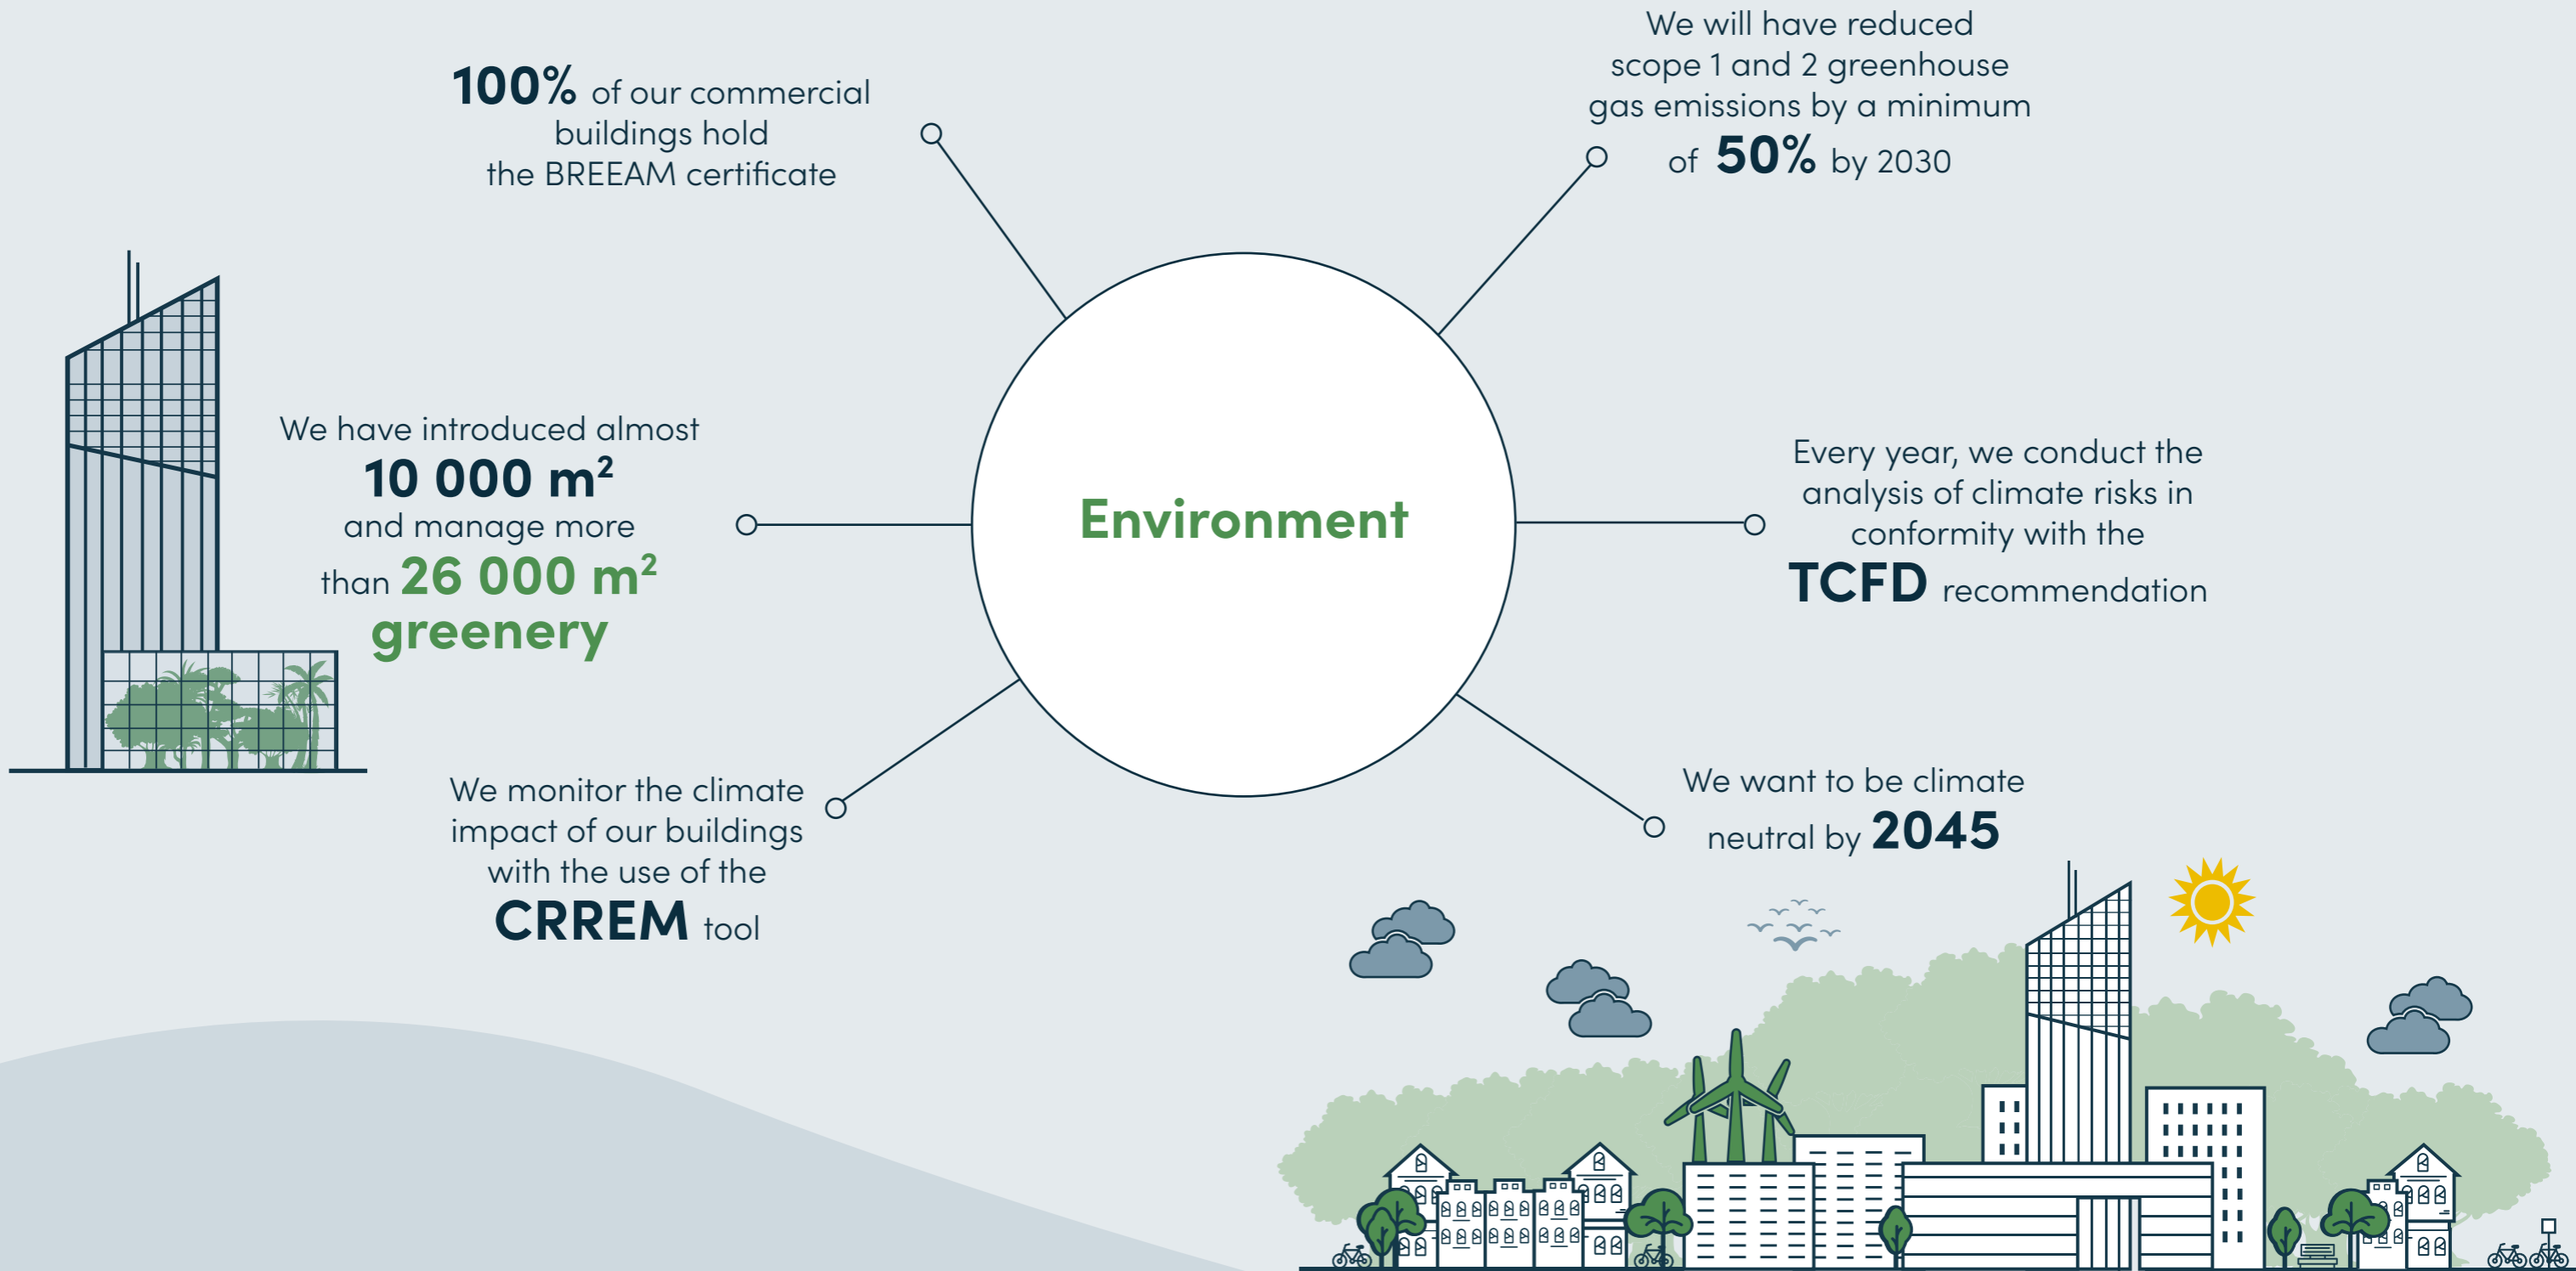 100% of our commercial
buildings hold
the BREEAM certificate
We will have reduced
scope 1 and 2 greenhouse
gas emissions by a minimum
of 50% by 2030
We have introduced almost
10 000 m²
and manage more
than 26 000 m²
greenery
Environment
Every year, we conduct the
analysis of climate risks in
conformity with the
TCFD recommendation
We monitor the climate
impact of our buildings
with the use of the
CRREM tool
We want to be climate
neutral by 2045